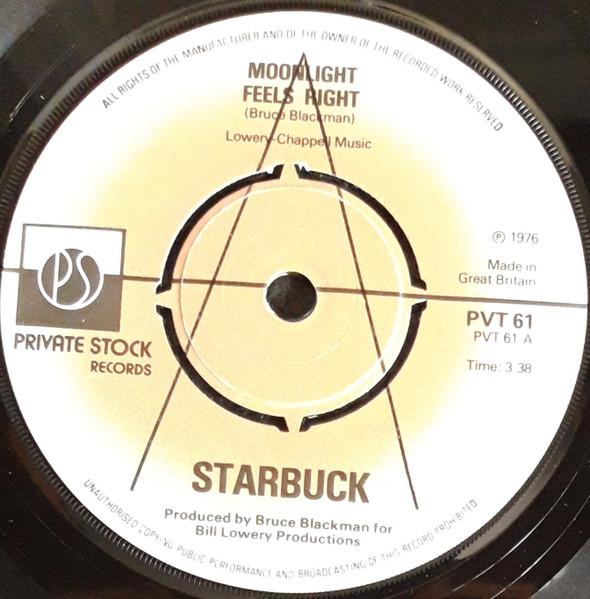 ALL RIGHTS OF THE MANUFACTURER AND OF THE OWNER OF THE RECORDED WORK RESERVED
MOONLIGHT
FEELS RIGHT
(Bruce Blackman)
Lowery-Chappell Music
℗ 1976
Made in
Great Britain
PS
PRIVATE STOCK
RECORDS
PVT 61
PVT 61 A
Time: 3.38
A
STARBUCK
Produced by Bruce Blackman for
Bill Lowery Productions
UNAUTHORISED COPYING PUBLIC PERFORMANCE AND BROADCASTING OF THIS RECORD PROHIBITED